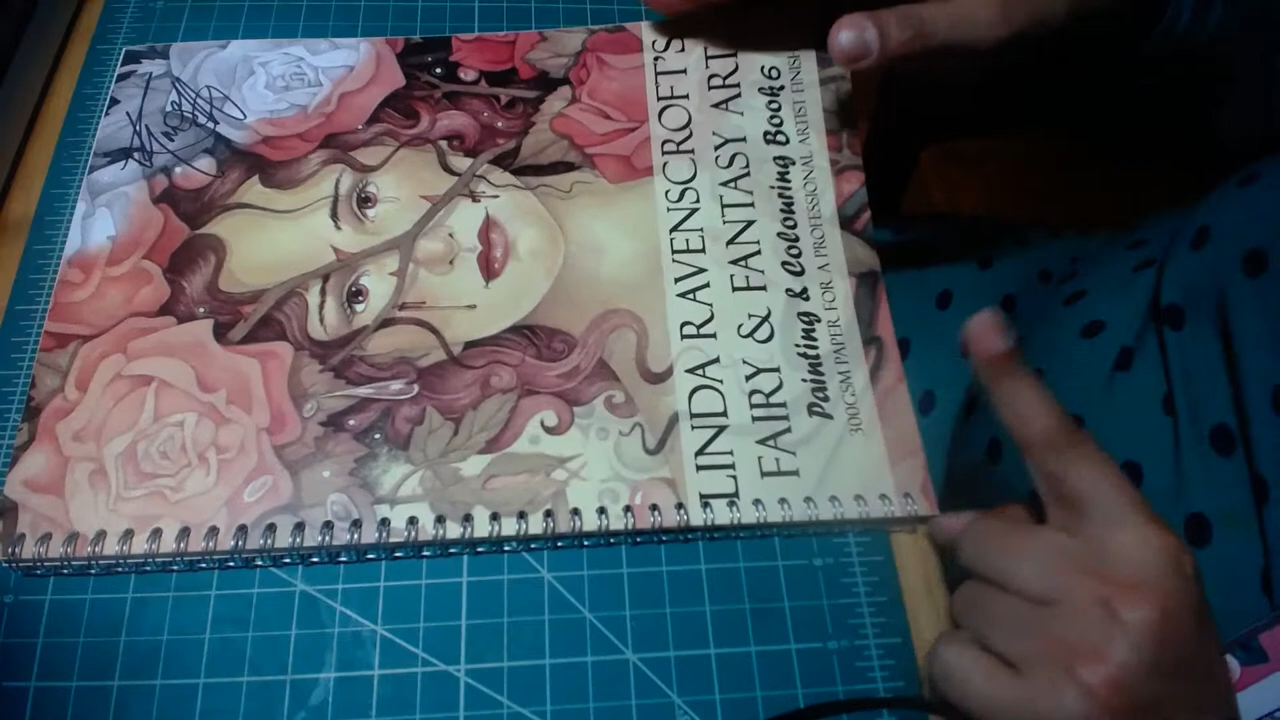 LINDA RAVENSCROFT'S
FAIRY & FANTASY ART
Painting & Colouring Book 6
300GSM PAPER FOR A PROFESSIONAL ARTIST FINISH